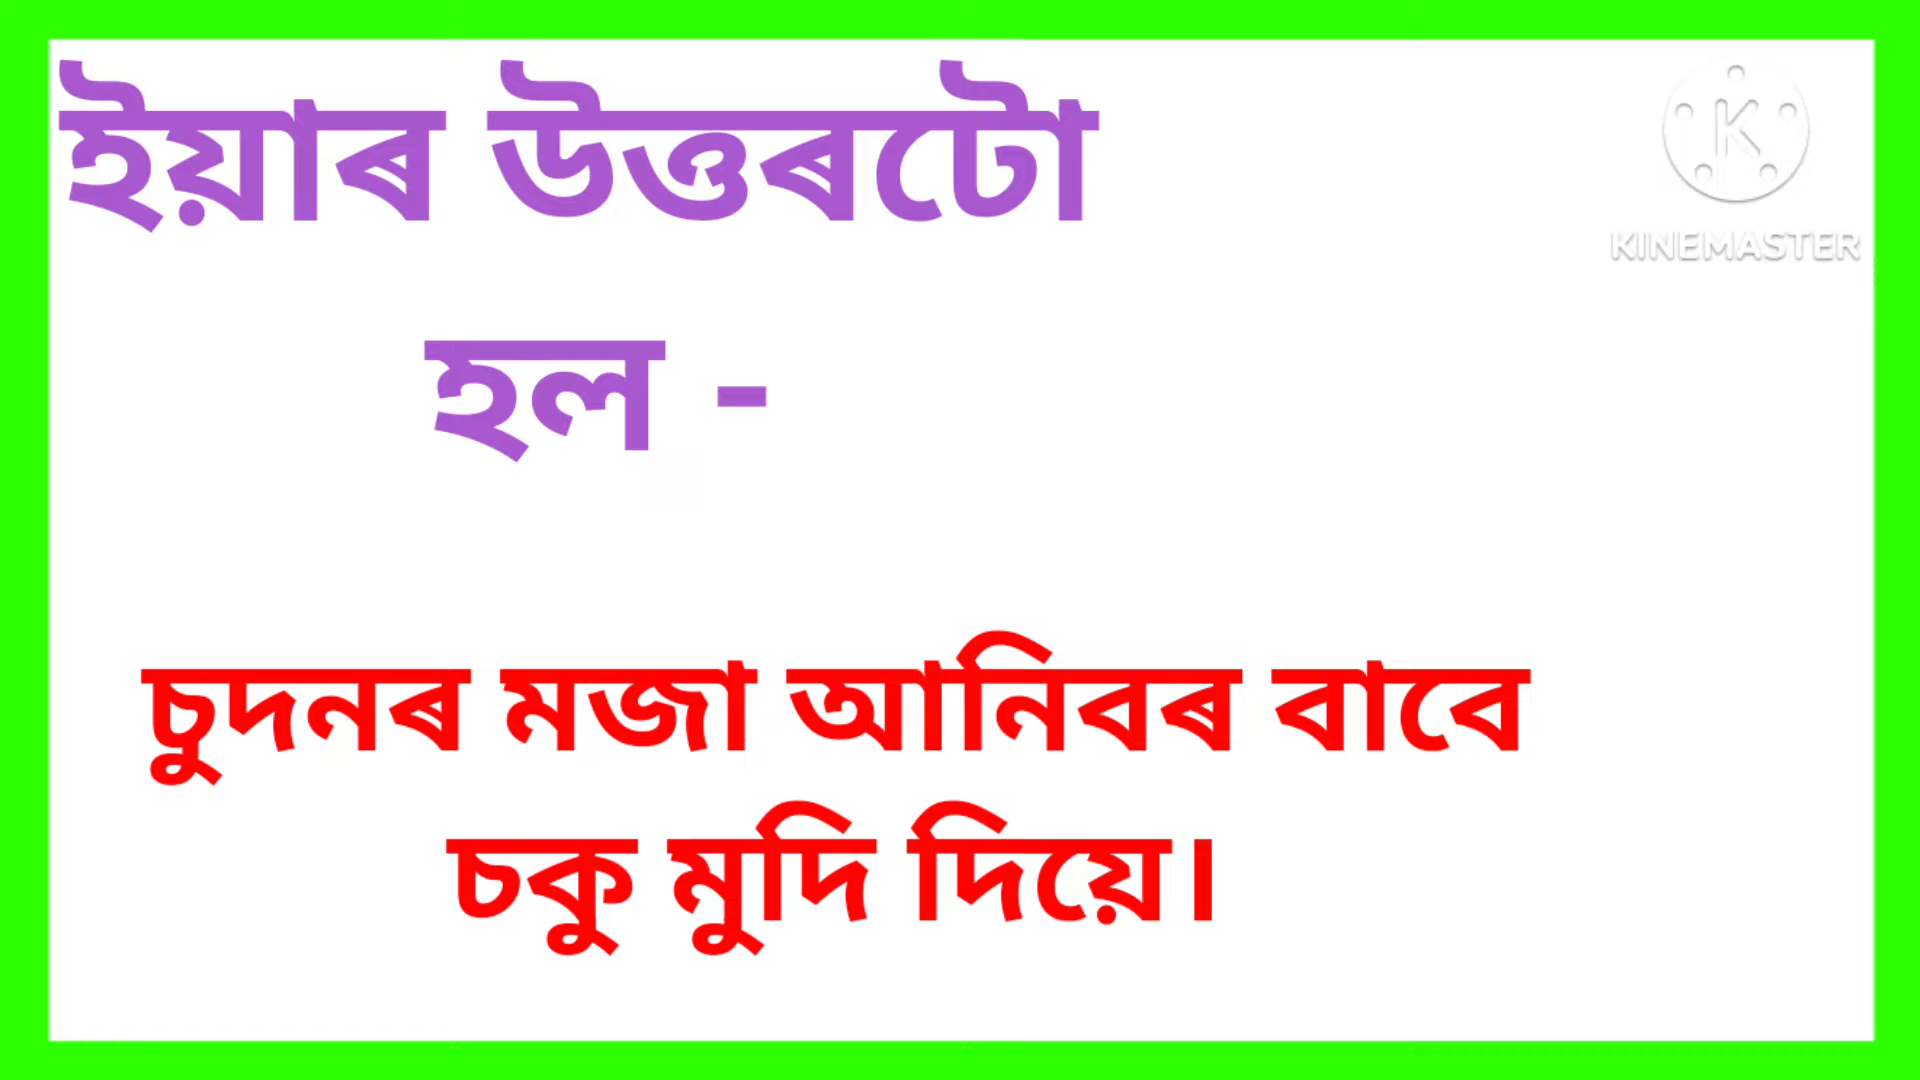 ইয়াৰ উত্তৰটো
হল -
KINEMASTER
চুদনৰ মজা আনিবৰ বাবে
চকু মুদি দিয়ে।